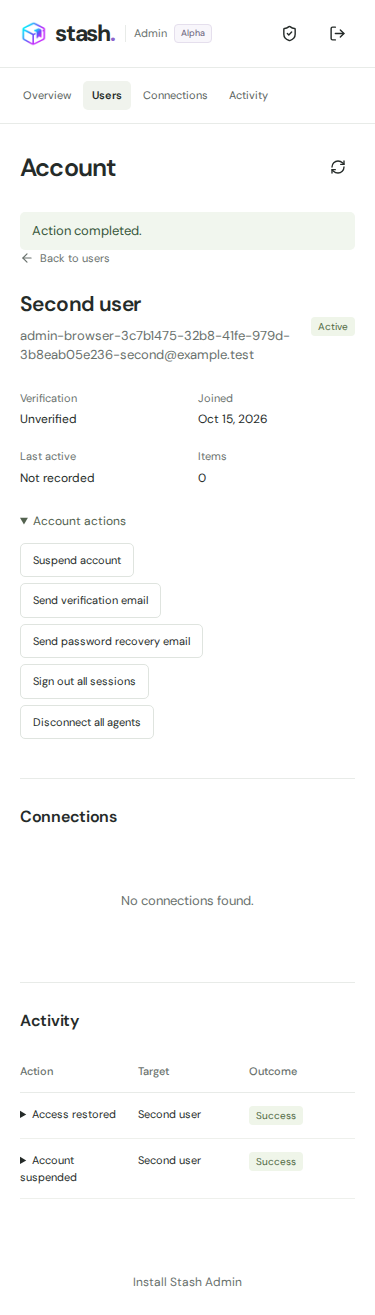 stash. Admin Alpha
Overview Users Connections Activity
Account
Action completed.
Back to users
Second user
admin-browser-3c7b1475-32b8-41fe-979d-
3b8eab05e236-second@example.test
Active
Verification Joined
Unverified Oct 15, 2026
Last active Items
Not recorded 0
Account actions
Suspend account
Send verification email
Send password recovery email
Sign out all sessions
Disconnect all agents
Connections
No connections found.
Activity
Action Target Outcome
Access restored Second user Success
Account Second user Success
suspended
Install Stash Admin